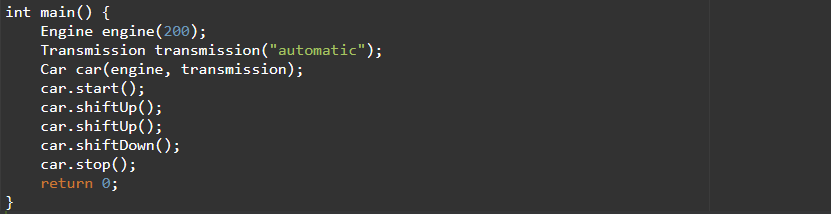 int main() {
    Engine engine(200);
    Transmission transmission("automatic");
    Car car(engine, transmission);
    car.start();
    car.shiftUp();
    car.shiftUp();
    car.shiftDown();
    car.stop();
    return 0;
}